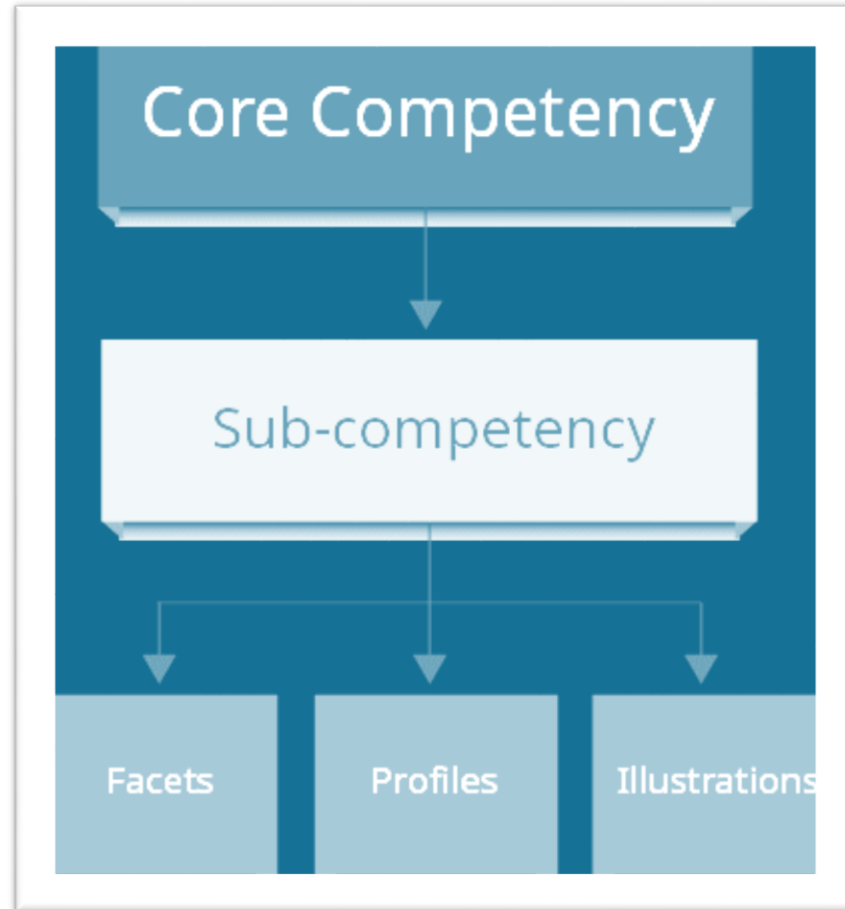 Core Competency
Sub-competency
Facets
Profiles
Illustrations